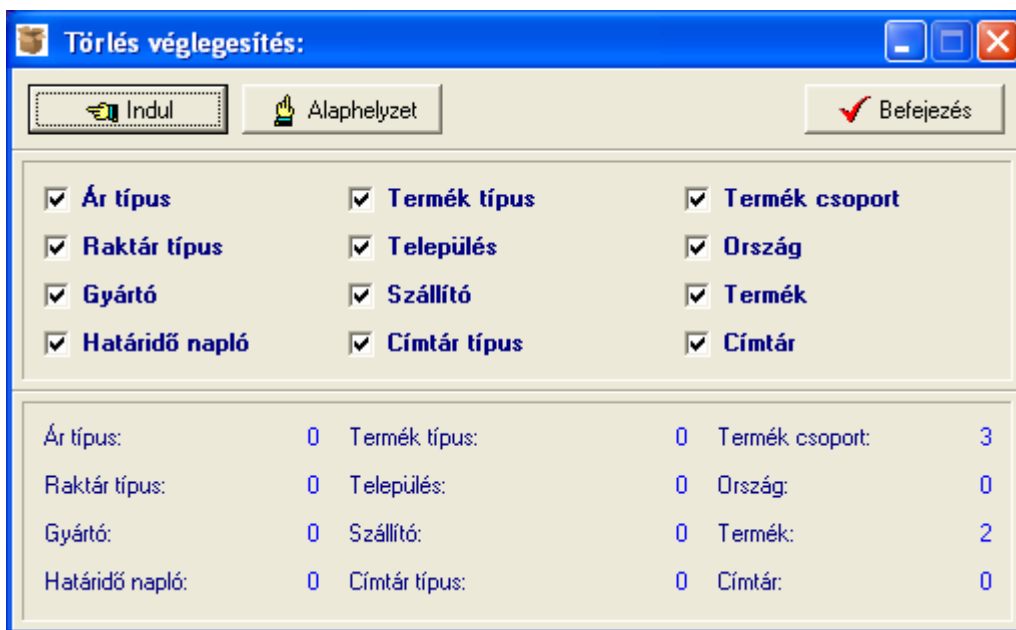 Törlés véglegesítés:
Indul Alaphelyzet Befejezés
Ár típus Termék típus Termék csoport
Raktár típus Település Ország
Gyártó Szállító Termék
Határidő napló Címtár típus Címtár
Ár típus: 0 Termék típus: 0 Termék csoport: 3
Raktár típus: 0 Település: 0 Ország: 0
Gyártó: 0 Szállító: 0 Termék: 2
Határidő napló: 0 Címtár típus: 0 Címtár: 0